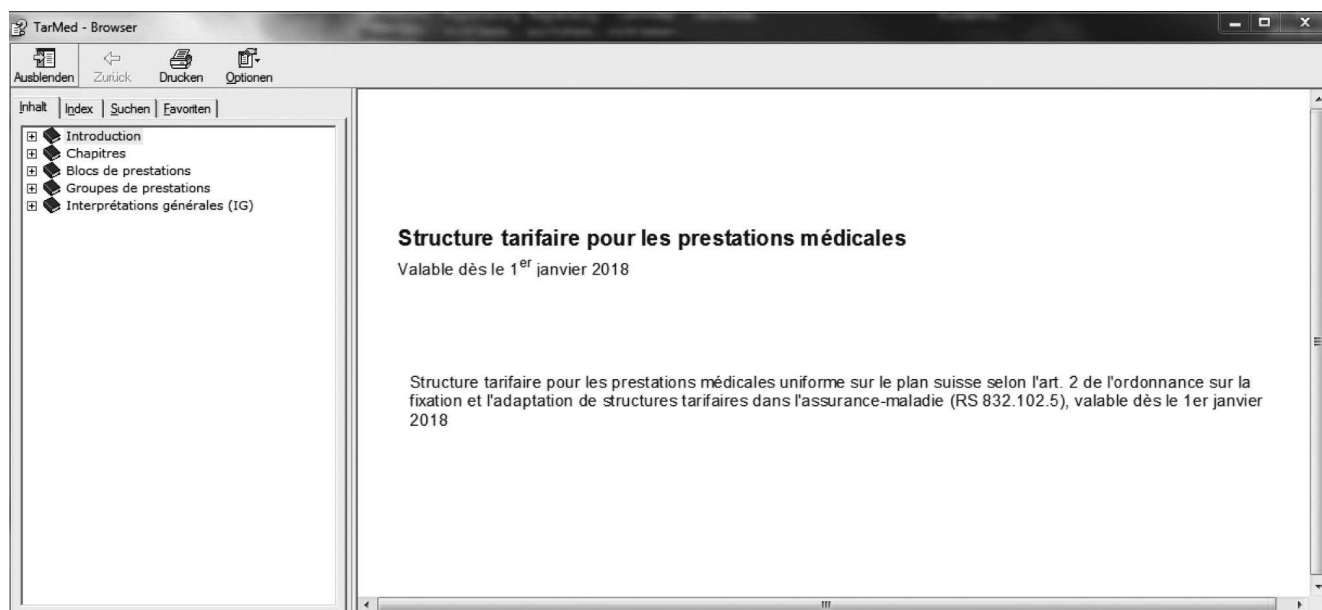 TarMed - Browser
Ausblenden Zurück Drucken Optionen
Inhalt Index Suchen Favoriten
Introduction
Chapitres
Blocs de prestations
Groupes de prestations
Interprétations générales (IG)
Structure tarifaire pour les prestations médicales
Valable dès le 1er janvier 2018
Structure tarifaire pour les prestations médicales uniforme sur le plan suisse selon l'art. 2 de l'ordonnance sur la
fixation et l'adaptation de structures tarifaires dans l'assurance-maladie (RS 832.102.5), valable dès le 1er janvier
2018